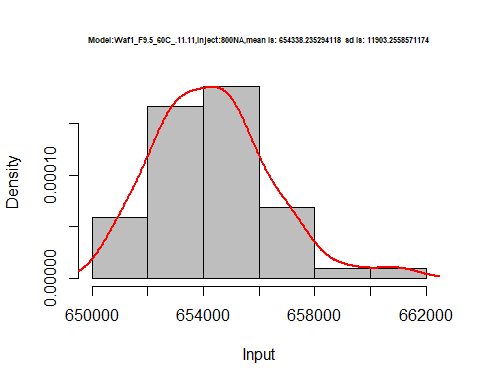 Model:Waf1_F9.5_60C_.11.11,Inject:800NA,mean is: 654338.235294118 sd is: 11903.2558571174
Density
0.00010
0.00000
650000 654000 658000 662000
Input